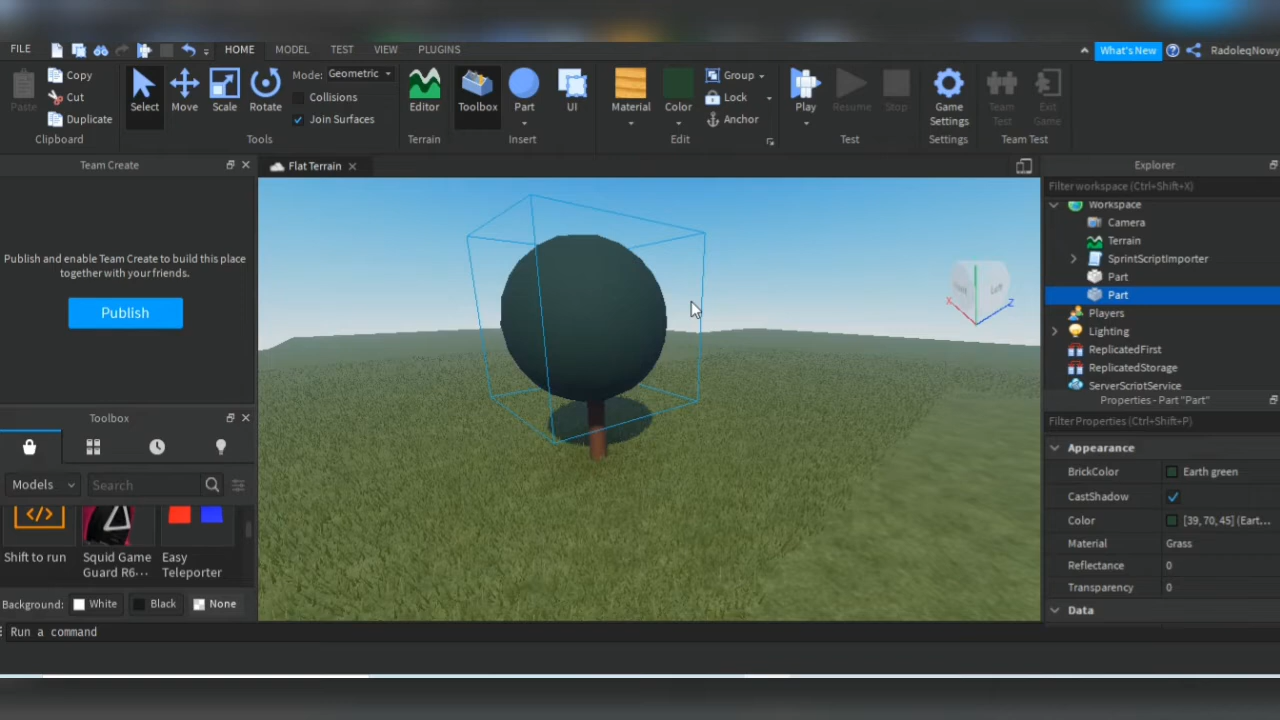 FILE HOME MODEL TEST VIEW PLUGINS What's New RadoleqNowy
Paste
Copy
Cut
Duplicate
Clipboard
Select
Move
Scale
Rotate
Mode: Geometric
Collisions
Join Surfaces
Tools
Editor
Terrain
Toolbox
Part
UI
Insert
Material
Color
Group
Lock
Anchor
Edit
Play
Resume
Stop
Test
Game
Settings
Settings
Team
Test
Exit
Game
Team Test
Team Create
Publish and enable Team Create to build this place
together with your friends.
Publish
Toolbox
Models Search
Shift to run
Squid Game
Guard R6...
Easy
Teleporter
Background: White Black None
Run a command
Flat Terrain
Explorer
Filter workspace (Ctrl+Shift+X)
Workspace
Camera
Terrain
SprintScriptImporter
Part
Part
Players
Lighting
ReplicatedFirst
ReplicatedStorage
ServerScriptService
Properties - Part "Part"
Filter Properties (Ctrl+Shift+P)
Appearance
BrickColor Earth green
CastShadow
Color [39, 70, 45] (Eart...
Material Grass
Reflectance 0
Transparency 0
Data